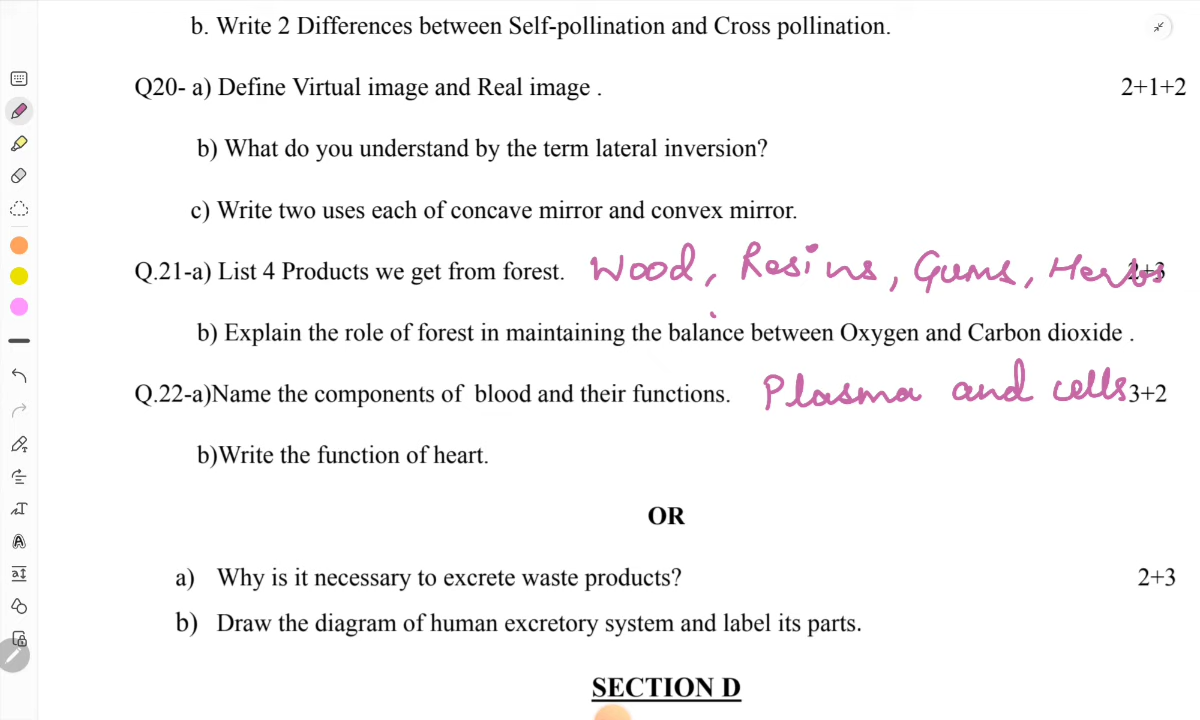 b. Write 2 Differences between Self-pollination and Cross pollination.
Q20- a) Define Virtual image and Real image . 2+1+2
b) What do you understand by the term lateral inversion?
c) Write two uses each of concave mirror and convex mirror.
Q.21-a) List 4 Products we get from forest. Wood, Resins, Gums, Herbs 2+3
b) Explain the role of forest in maintaining the balance between Oxygen and Carbon dioxide .
Q.22-a)Name the components of blood and their functions. Plasma and cells 3+2
b)Write the function of heart.
OR
a) Why is it necessary to excrete waste products? 2+3
b) Draw the diagram of human excretory system and label its parts.
SECTION D